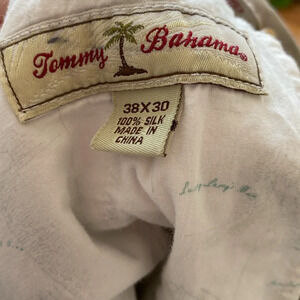 Tommy Bahama®
38X30
100% SILK
MADE IN
CHINA